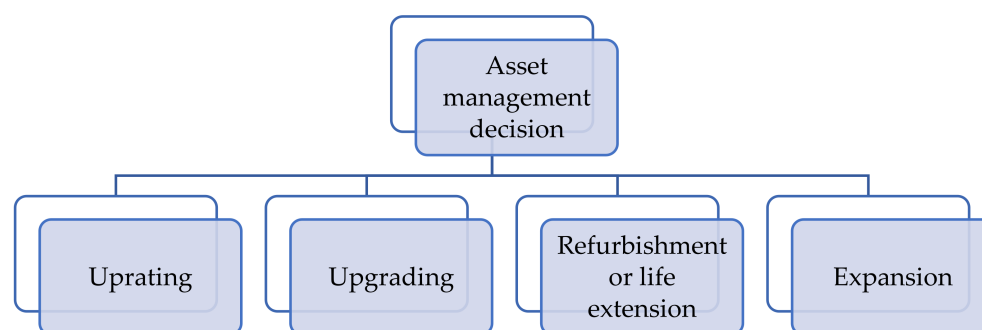 Asset
management
decision
Uprating
Upgrading
Refurbishment
or life
extension
Expansion